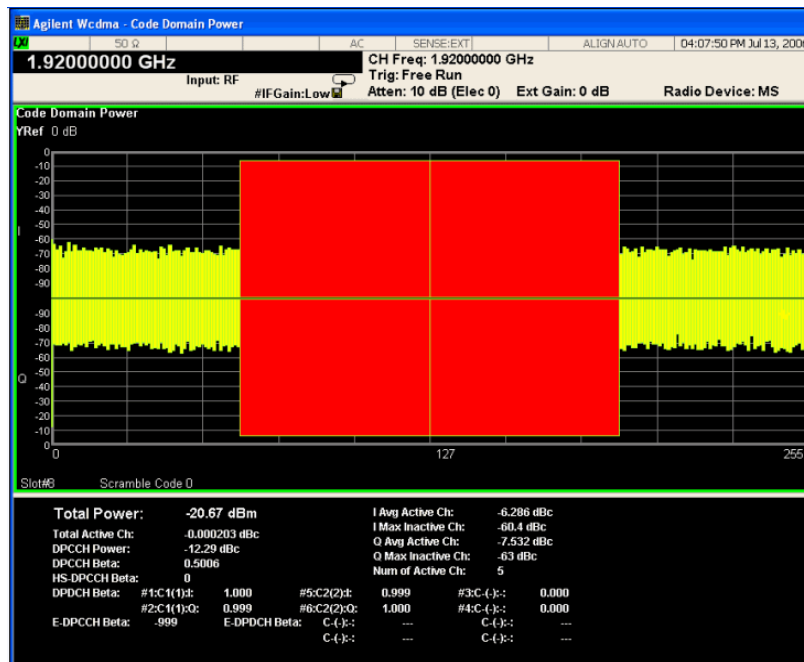 Agilent Wcdma - Code Domain Power
LXI 50 Ω AC SENSE:EXT ALIGN AUTO 04:07:50 PM Jul 13, 200
1.92000000 GHz CH Freq: 1.92000000 GHz
Input: RF Trig: Free Run
#IFGain:Low Atten: 10 dB (Elec 0) Ext Gain: 0 dB Radio Device: MS
Code Domain Power
YRef 0 dB
0
-10
-20
-30
-40
-50
I -60
-70
-80
-90
-90
-80
-70
-60
Q -50
-40
-30
-20
-10
0
0 127 255
Slot#8 Scramble Code 0
Total Power: -20.67 dBm I Avg Active Ch: -6.286 dBc
I Max Inactive Ch: -60.4 dBc
Total Active Ch: -0.000203 dBc Q Avg Active Ch: -7.532 dBc
DPCCH Power: -12.29 dBc Q Max Inactive Ch: -63 dBc
DPCCH Beta: 0.5006 Num of Active Ch: 5
HS-DPCCH Beta: 0
DPDCH Beta: #1:C1(1):I: 1.000 #5:C2(2):I: 0.999 #3:C-(-):-: 0.000
#2:C1(1):Q: 0.999 #6:C2(2):Q: 1.000 #4:C-(-):-: 0.000
E-DPCCH Beta: -999 E-DPDCH Beta: C-(-):-: --- C-(-):-: ---
C-(-):-: --- C-(-):-: ---